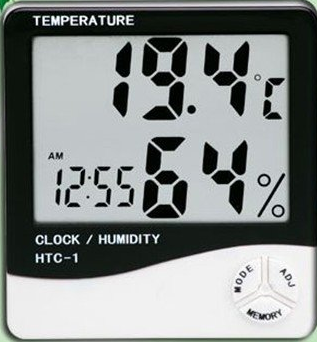 TEMPERATURE
19.4°C
AM
12:55 64%
CLOCK / HUMIDITY
HTC-1
MODE ADJ
MEMORY